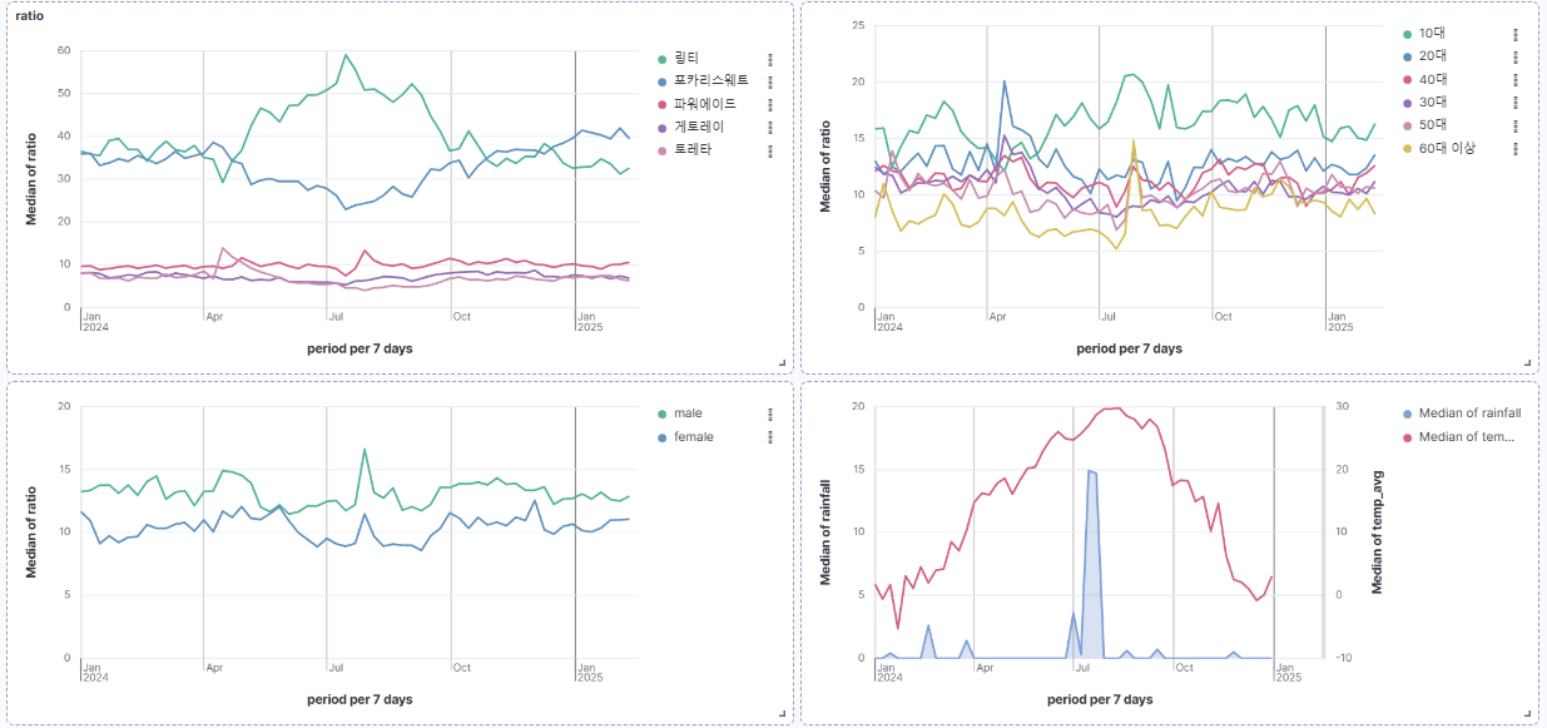 ratio
Median of ratio
60
50
40
30
20
10
0
Jan
2024
Apr
Jul
Oct
Jan
2025
period per 7 days
링티
포카리스웨트
파워에이드
게토레이
토레타
Median of ratio
25
20
15
10
5
0
Jan
2024
Apr
Jul
Oct
Jan
2025
period per 7 days
10대
20대
40대
30대
50대
60대 이상
Median of ratio
20
15
10
5
0
Jan
2024
Apr
Jul
Oct
Jan
2025
period per 7 days
male
female
Median of rainfall
20
15
10
5
0
Jan
2024
Apr
Jul
Oct
Jan
2025
period per 7 days
30
20
10
0
-10
Median of temp_avg
Median of rainfall
Median of tem...